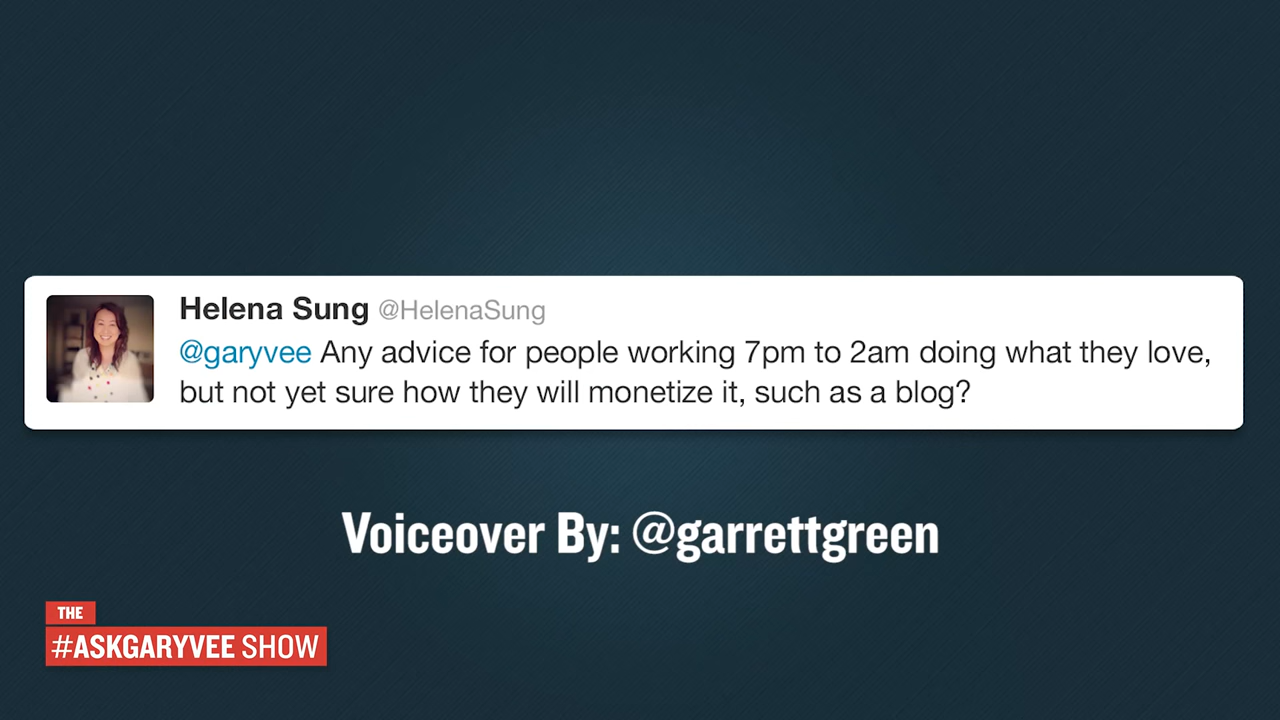 Helena Sung @HelenaSung
@garyvee Any advice for people working 7pm to 2am doing what they love,
but not yet sure how they will monetize it, such as a blog?
Voiceover By: @garrettgreen
THE
#ASKGARYVEE SHOW